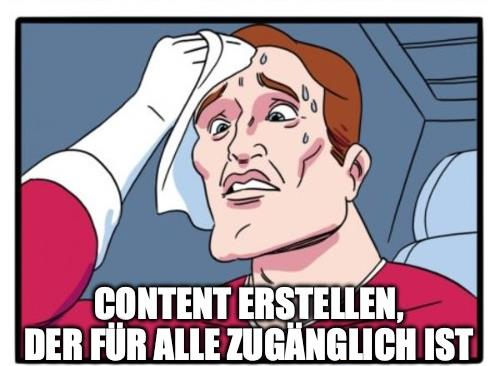 CONTENT ERSTELLEN,
DER FÜR ALLE ZUGÄNGLICH IST